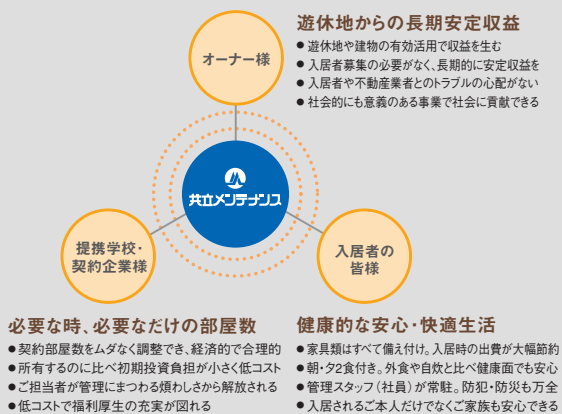 遊休地からの長期安定収益
● 遊休地や建物の有効活用で収益を生む
● 入居者募集の必要がなく、長期的に安定収益を
● 入居者や不動産業者とのトラブルの心配がない
● 社会的にも意義のある事業で社会に貢献できる
オーナー様
共立メンテナンス
提携学校・
契約企業様
入居者の
皆様
必要な時、必要なだけの部屋数
● 契約部屋数をムダなく調整でき、経済的で合理的
● 所有するのに比べ初期投資負担が小さく低コスト
● ご担当者が管理にまつわる煩わしさから解放される
● 低コストで福利厚生の充実が図れる
健康的な安心・快適生活
● 家具類はすべて備え付け。入居時の出費が大幅節約
● 朝・夕2食付き。外食や自炊と比べ健康面でも安心
● 管理スタッフ(社員)が常駐。防犯・防災も万全
● 入居されるご本人だけでなくご家族も安心できる